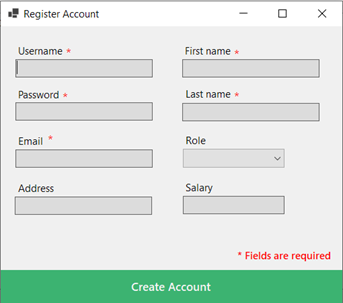 Register Account
Username * First name *
Password * Last name *
Email * Role
Address Salary
* Fields are required
Create Account